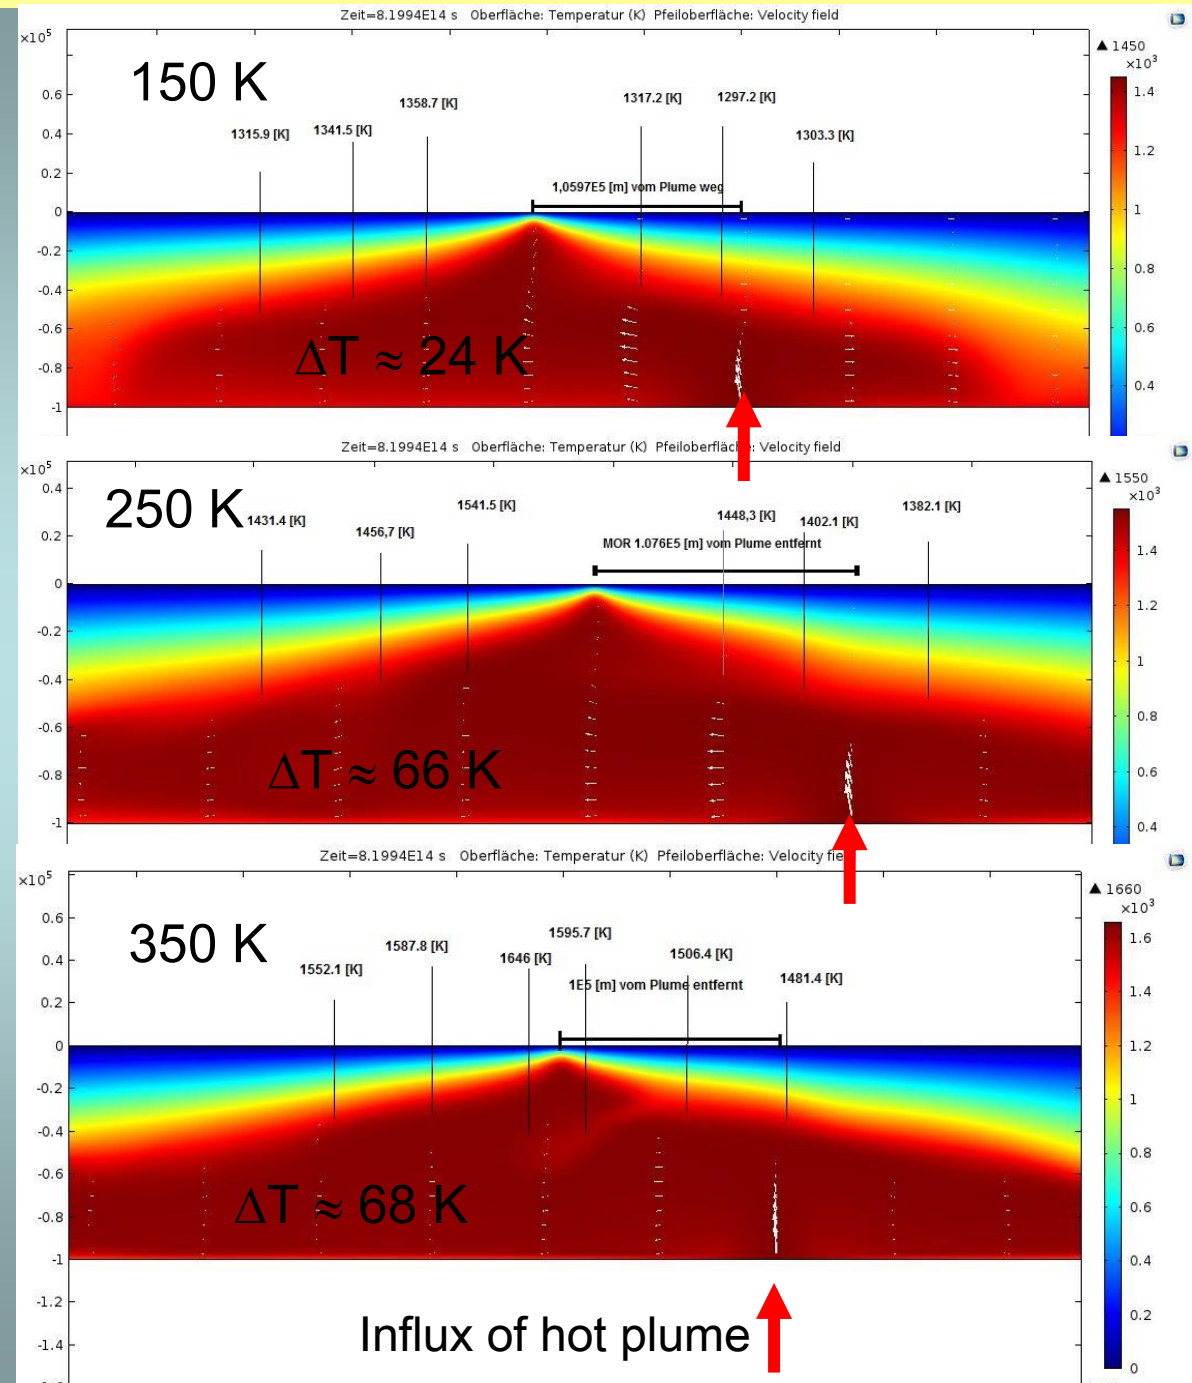 Zeit=8.1994E14 s Oberfläche: Temperatur (K) Pfeiloberfläche: Velocity field
×10⁵
▲ 1450
×10³
150 K
1358.7 [K]
1317.2 [K]
1297.2 [K]
1315.9 [K]
1341.5 [K]
1303.3 [K]
1,0597E5 [m] vom Plume weg
0.6
0.4
0.2
0
-0.2
-0.4
-0.6
-0.8
-1
1.4
1.2
1
0.8
0.6
0.4
ΔT ≈ 24 K
Zeit=8.1994E14 s Oberfläche: Temperatur (K) Pfeiloberfläche: Velocity field
×10⁵
▲ 1550
×10³
250 K
1431.4 [K]
1456,7 [K]
1541.5 [K]
1448,3 [K]
1402.1 [K]
1382.1 [K]
MOR 1.076E5 [m] vom Plume entfernt
0.4
0.2
0
-0.2
-0.4
-0.6
-0.8
-1
1.4
1.2
1
0.8
0.6
0.4
ΔT ≈ 66 K
Zeit=8.1994E14 s Oberfläche: Temperatur (K) Pfeiloberfläche: Velocity fie
×10⁵
▲ 1660
×10³
350 K
1552.1 [K]
1587.8 [K]
1646 [K]
1595.7 [K]
1506.4 [K]
1481.4 [K]
1E5 [m] vom Plume entfernt
0.6
0.4
0.2
0
-0.2
-0.4
-0.6
-0.8
-1
-1.2
-1.4
1.6
1.4
1.2
1
0.8
0.6
0.4
0.2
0
ΔT ≈ 68 K
Influx of hot plume